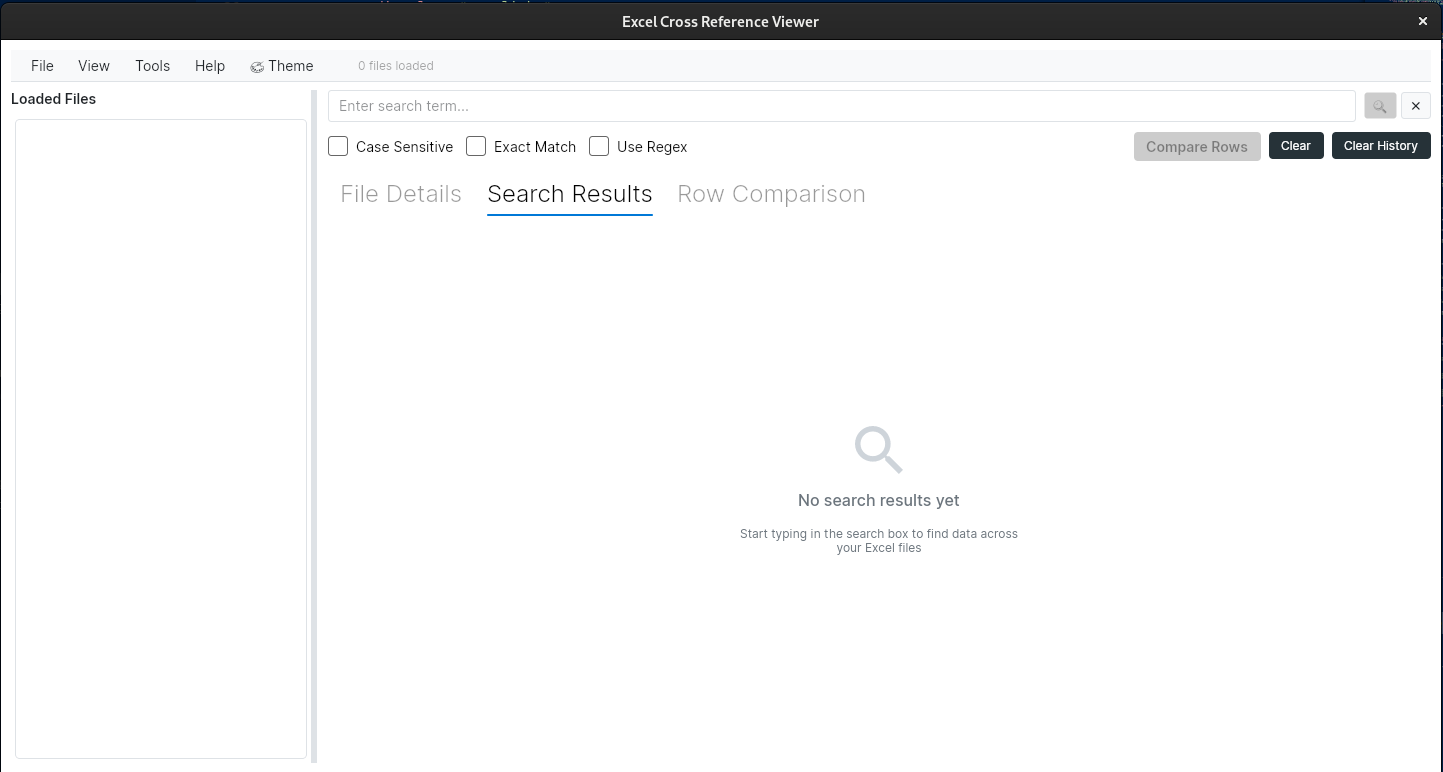 Excel Cross Reference Viewer
File View Tools Help Theme 0 files loaded
Loaded Files
Enter search term...
Case Sensitive Exact Match Use Regex Compare Rows Clear Clear History
File Details Search Results Row Comparison
No search results yet
Start typing in the search box to find data across
your Excel files